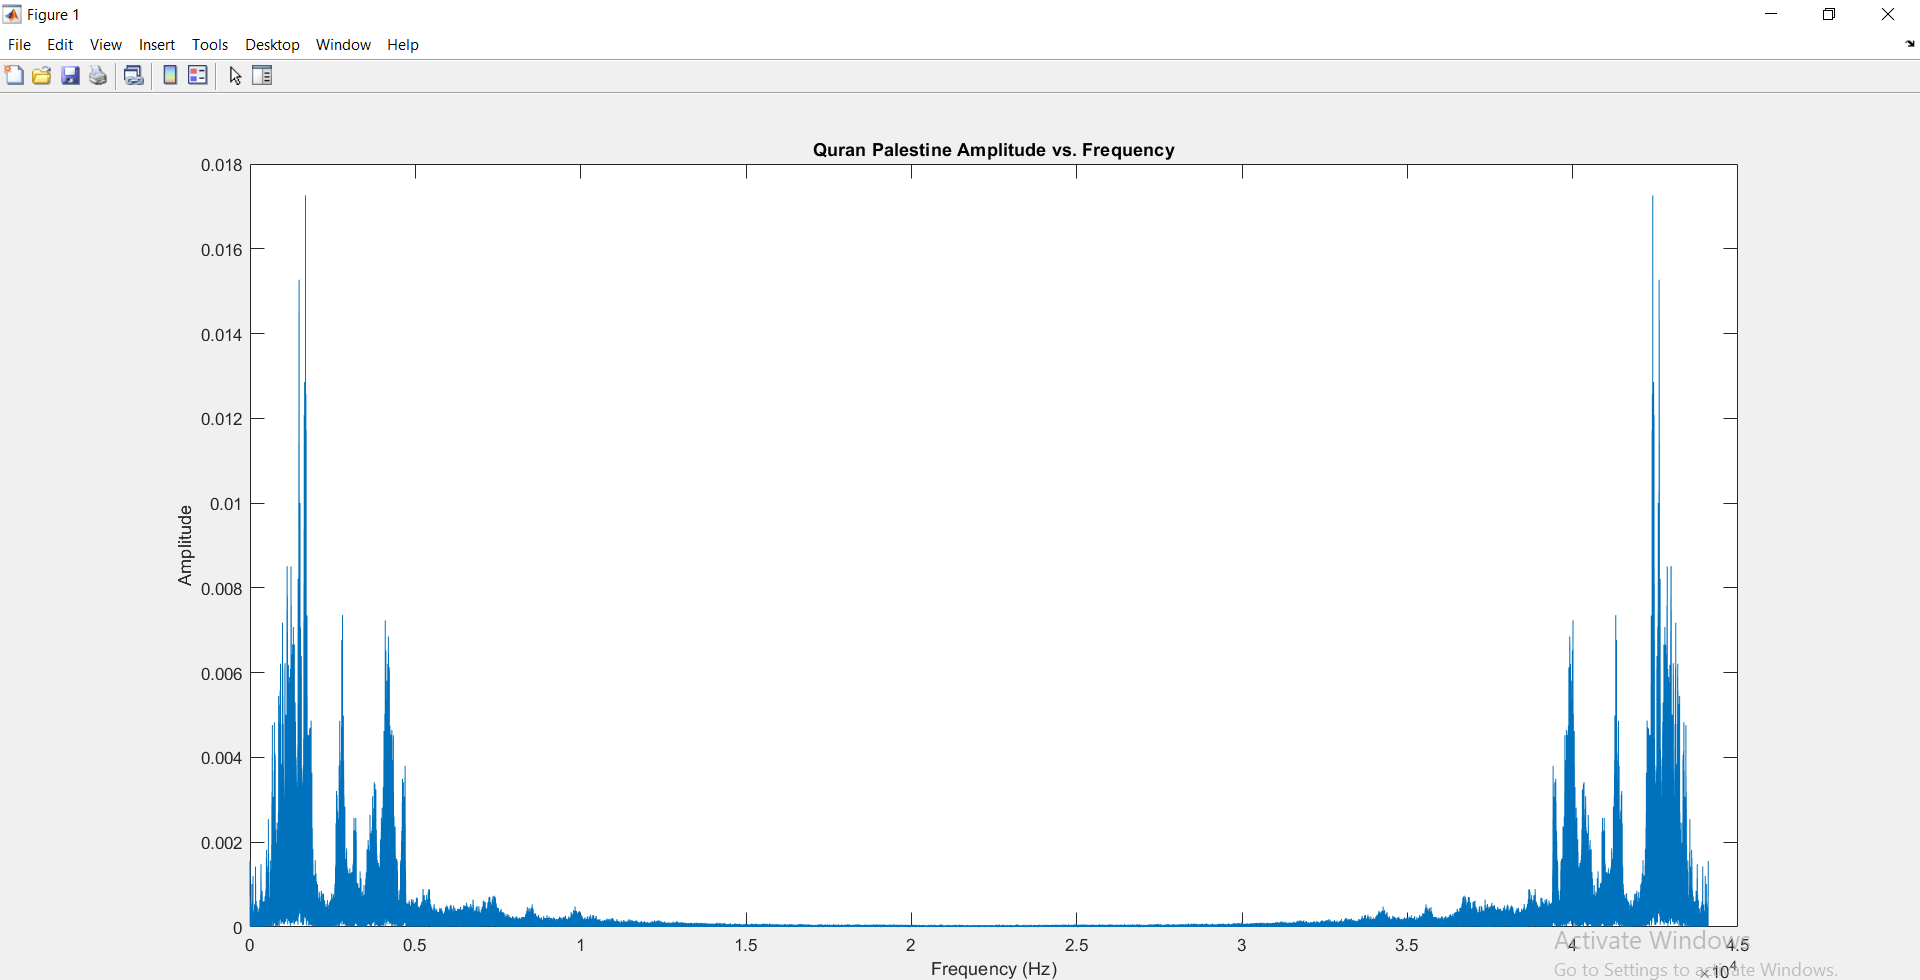 Figure 1
File Edit View Insert Tools Desktop Window Help
Quran Palestine Amplitude vs. Frequency
0.018
0.016
0.014
0.012
0.01
0.008
0.006
0.004
0.002
0
Amplitude
0 0.5 1 1.5 2 2.5 3 3.5 4 4.5
Frequency (Hz)
×10⁴
Activate Windows
Go to Settings to activate Windows.